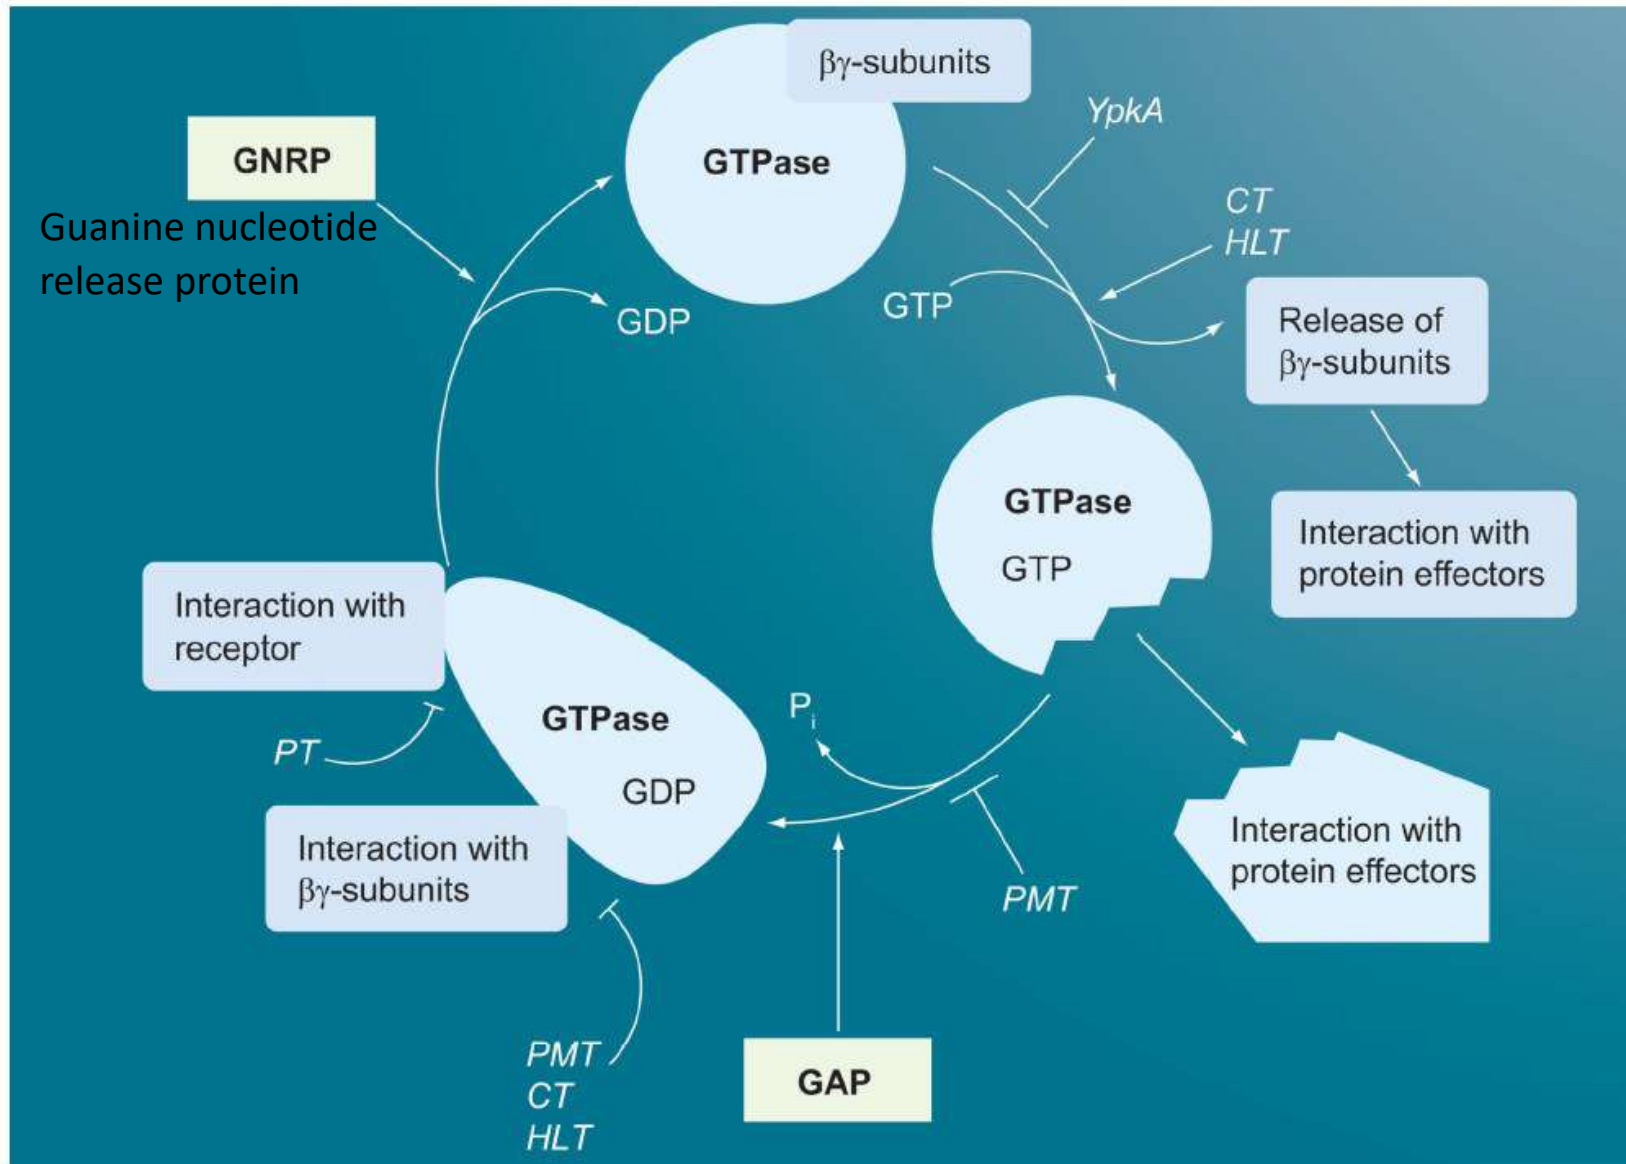 βγ-subunits
GTPase
YpkA
GNRP
Guanine nucleotide
release protein
CT
HLT
GDP
GTP
Release of
βγ-subunits
GTPase
GTP
Interaction with
protein effectors
Interaction with
receptor
GTPase
GDP
Pi
PT
Interaction with
βγ-subunits
PMT
Interaction with
protein effectors
PMT
CT
HLT
GAP